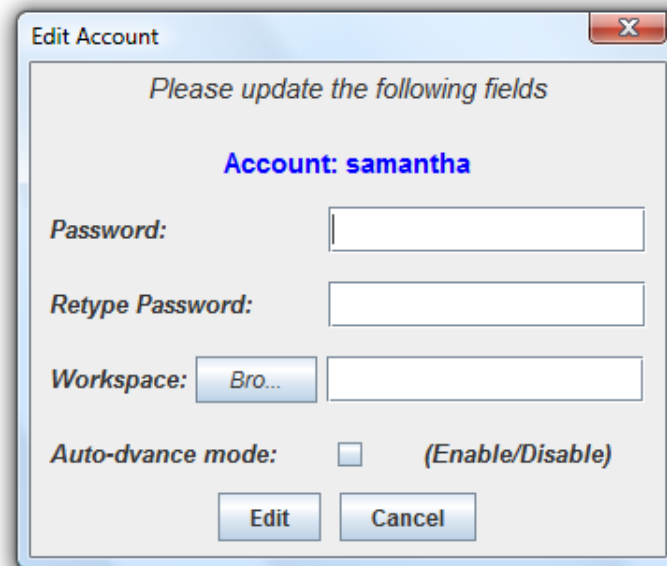 Edit Account
X
Please update the following fields
Account: samantha
Password:
Retype Password:
Workspace: Bro...
Auto-dvance mode: (Enable/Disable)
Edit Cancel